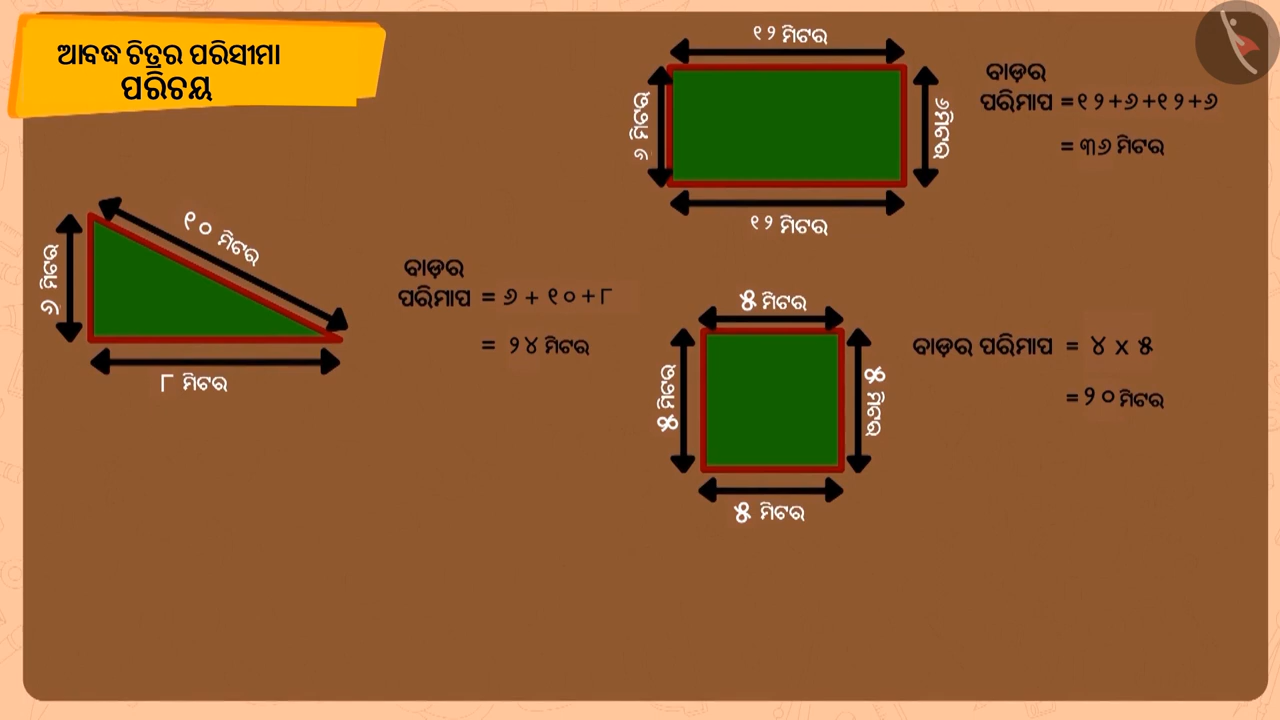 ଆବଦ୍ଧ ଚିତ୍ରର ପରିସୀମା
ପରିଚୟ
୧୦ ମିଟର
୬ ମିଟର
୮ ମିଟର
ବାଡ଼ର
ପରିମାପ = ୬ + ୧୦+୮
= ୨୪ ମିଟର
୧୨ ମିଟର
୬ ମିଟର
୬ ମିଟର
୧୨ ମିଟର
ବାଡ଼ର
ପରିମାପ =୧୨+୬+୧୨+୬
= ୩୬ ମିଟର
୫ ମିଟର
୫ ମିଟର
୫ ମିଟର
୫ ମିଟର
ବାଡ଼ର ପରିମାପ = ୪ x ୫
= ୨୦ ମିଟର